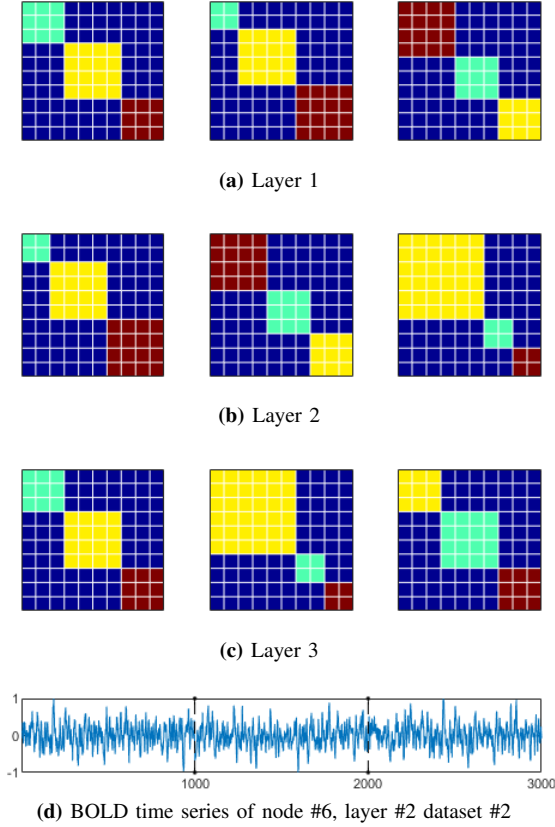 (a) Layer 1
(b) Layer 2
(c) Layer 3
1
0
-1
1000 2000 3000
(d) BOLD time series of node #6, layer #2 dataset #2